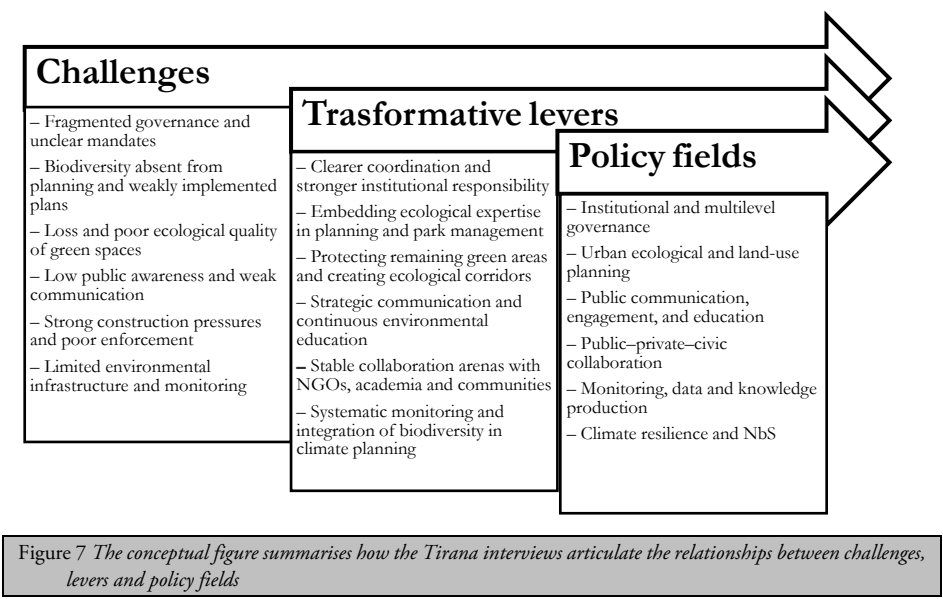 Challenges
– Fragmented governance and
unclear mandates
– Biodiversity absent from
planning and weakly implemented
plans
– Loss and poor ecological quality
of green spaces
– Low public awareness and weak
communication
– Strong construction pressures
and poor enforcement
– Limited environmental
infrastructure and monitoring
Trasformative levers
– Clearer coordination and
stronger institutional responsibility
– Embedding ecological expertise
in planning and park management
– Protecting remaining green areas
and creating ecological corridors
– Strategic communication and
continuous environmental
education
– Stable collaboration arenas with
NGOs, academia and communities
– Systematic monitoring and
integration of biodiversity in
climate planning
Policy fields
– Institutional and multilevel
governance
– Urban ecological and land-use
planning
– Public communication,
engagement, and education
– Public–private–civic
collaboration
– Monitoring, data and knowledge
production
– Climate resilience and NbS
Figure 7 The conceptual figure summarises how the Tirana interviews articulate the relationships between challenges,
levers and policy fields